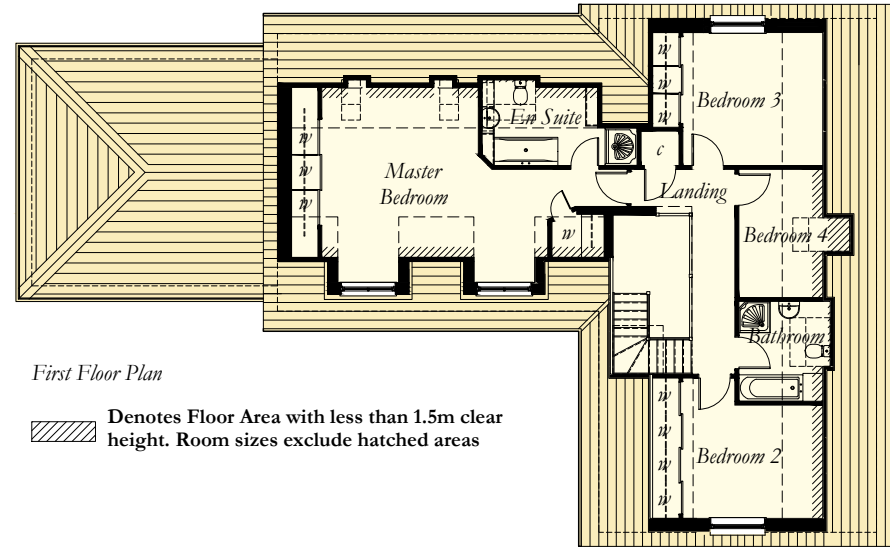 Bedroom 3
w
w
w
En Suite
c
w
w
w
Master
Bedroom
Landing
w
Bedroom 4
Bathroom
First Floor Plan
Denotes Floor Area with less than 1.5m clear
height. Room sizes exclude hatched areas
w
w
w
w
Bedroom 2